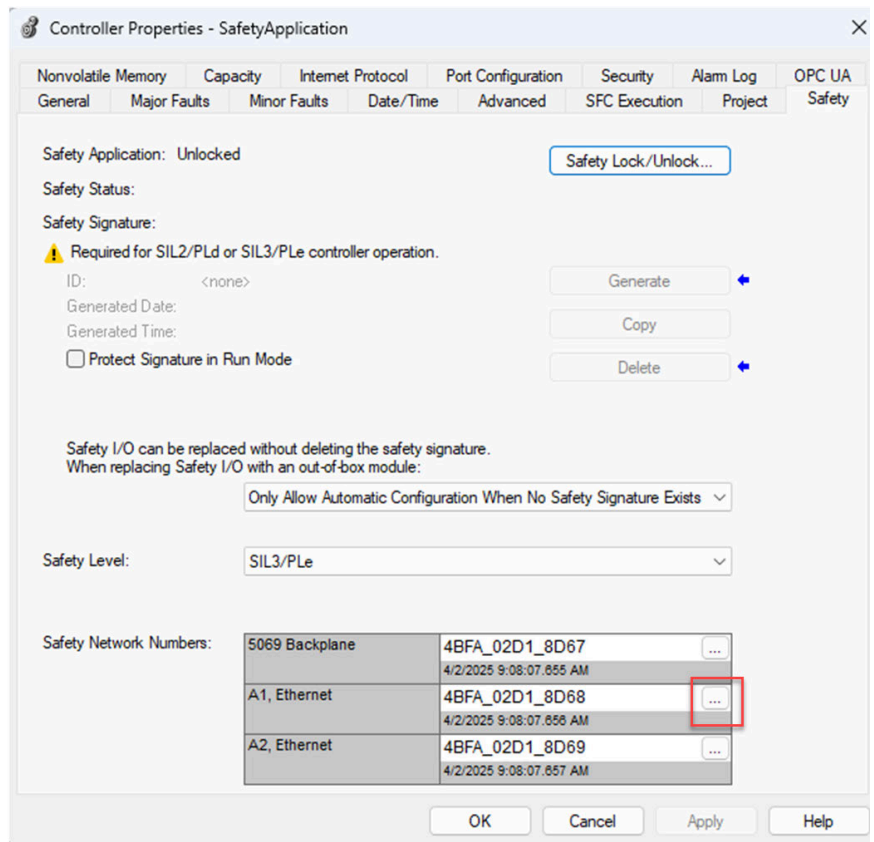 Controller Properties - SafetyApplication
Nonvolatile Memory Capacity Internet Protocol Port Configuration Security Alarm Log OPC UA
General Major Faults Minor Faults Date/Time Advanced SFC Execution Project Safety
Safety Application: Unlocked
Safety Lock/Unlock...
Safety Status:
Safety Signature:
Required for SIL2/PLd or SIL3/PLe controller operation.
ID: <none>
Generate
Generated Date:
Generated Time:
Copy
Protect Signature in Run Mode
Delete
Safety I/O can be replaced without deleting the safety signature.
When replacing Safety I/O with an out-of-box module:
Only Allow Automatic Configuration When No Safety Signature Exists
Safety Level: SIL3/PLe
Safety Network Numbers: 5069 Backplane 4BFA_02D1_8D67 ...
4/2/2025 9:08:07.655 AM
A1, Ethernet 4BFA_02D1_8D68 ...
4/2/2025 9:08:07.656 AM
A2, Ethernet 4BFA_02D1_8D69 ...
4/2/2025 9:08:07.657 AM
OK Cancel Apply Help